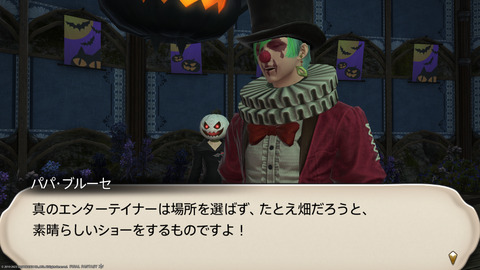 パパ・ブルーセ
真のエンターテイナーは場所を選ばず、たとえ畑だろうと、
素晴らしいショーをするものですよ！